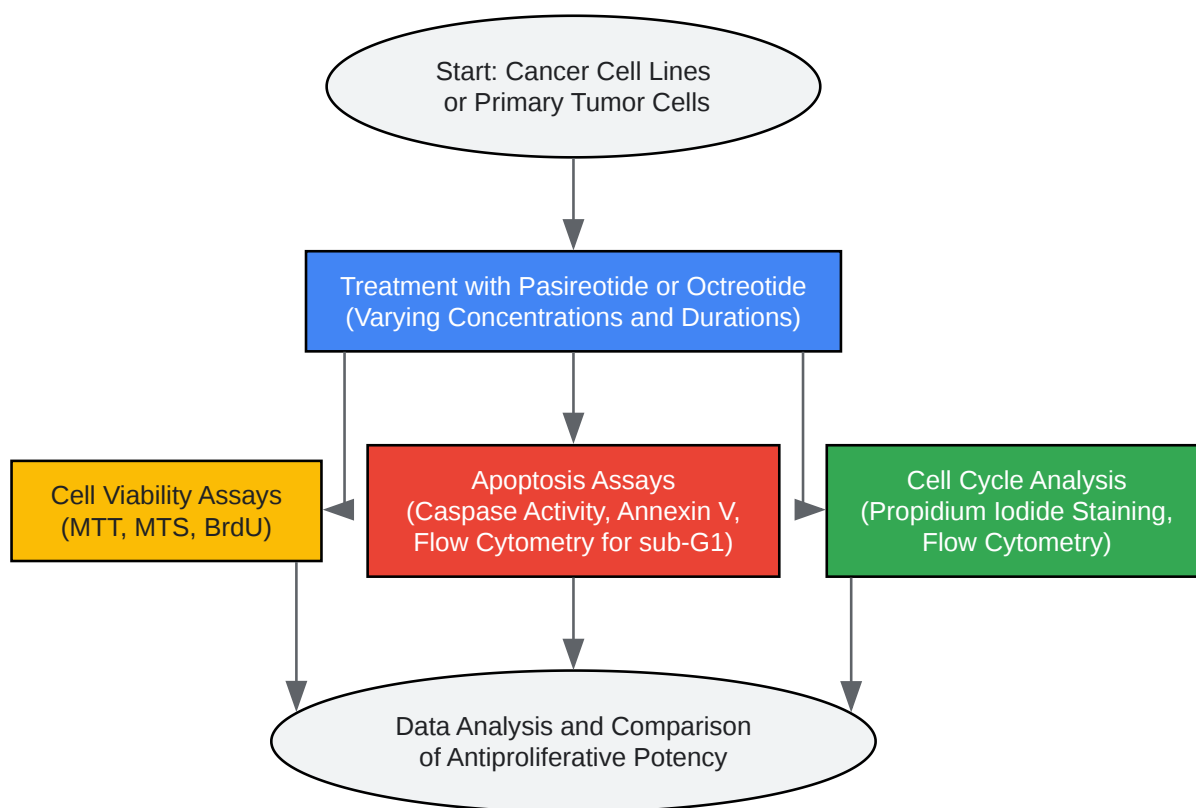 Start: Cancer Cell Lines
or Primary Tumor Cells
Treatment with Pasireotide or Octreotide
(Varying Concentrations and Durations)
Cell Viability Assays
(MTT, MTS, BrdU)
Apoptosis Assays
(Caspase Activity, Annexin V,
Flow Cytometry for sub-G1)
Cell Cycle Analysis
(Propidium Iodide Staining,
Flow Cytometry)
Data Analysis and Comparison
of Antiproliferative Potency